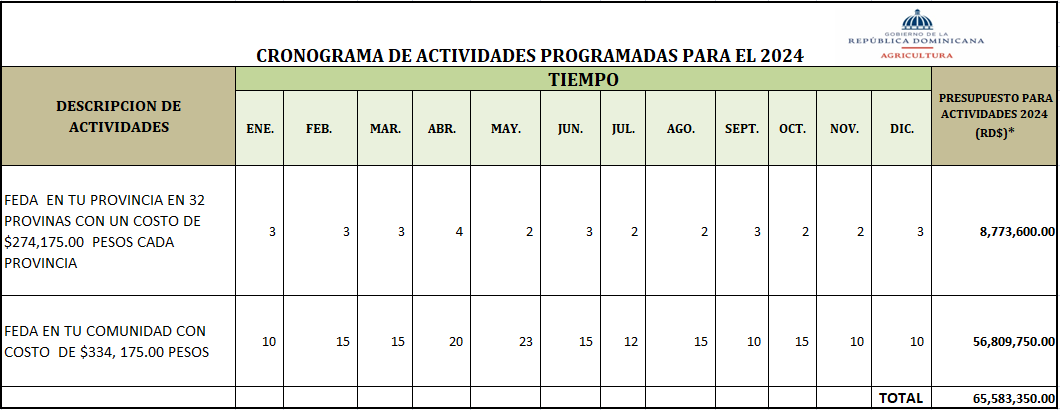 GOBIERNO DE LA
REPÚBLICA DOMINICANA
AGRICULTURA
CRONOGRAMA DE ACTIVIDADES PROGRAMADAS PARA EL 2024
DESCRIPCION DE
ACTIVIDADES
TIEMPO
PRESUPUESTO PARA
ACTIVIDADES 2024
(RD$)*
ENE. FEB. MAR. ABR. MAY. JUN. JUL. AGO. SEPT. OCT. NOV. DIC.
FEDA EN TU PROVINCIA EN 32
PROVINAS CON UN COSTO DE
$274,175.00 PESOS CADA
PROVINCIA
3 3 3 4 2 3 2 2 3 2 2 3 8,773,600.00
FEDA EN TU COMUNIDAD CON
COSTO DE $334, 175.00 PESOS
10 15 15 20 23 15 12 15 10 15 10 10 56,809,750.00
TOTAL 65,583,350.00